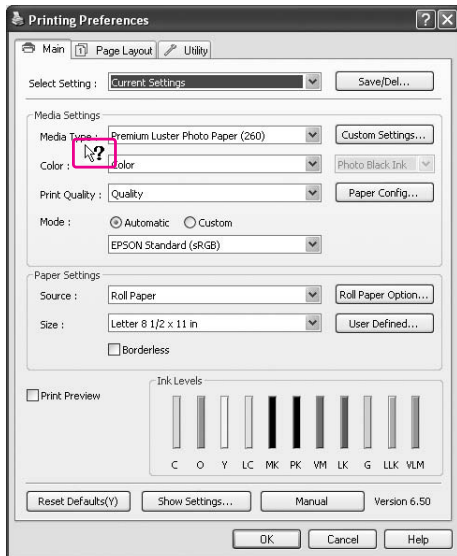 Printing Preferences
Main Page Layout Utility
Select Setting : Current Settings Save/Del...
Media Settings
Media Type : Premium Luster Photo Paper (260) Custom Settings...
Color : Color Photo Black Ink
Print Quality : Quality Paper Config...
Mode : Automatic Custom
EPSON Standard (sRGB)
Paper Settings
Source : Roll Paper Roll Paper Option...
Size : Letter 8 1/2 x 11 in User Defined...
Borderless
Print Preview
Ink Levels
C O Y LC MK PK VM LK G LLK VLM
Reset Defaults(Y) Show Settings... Manual Version 6.50
OK Cancel Help